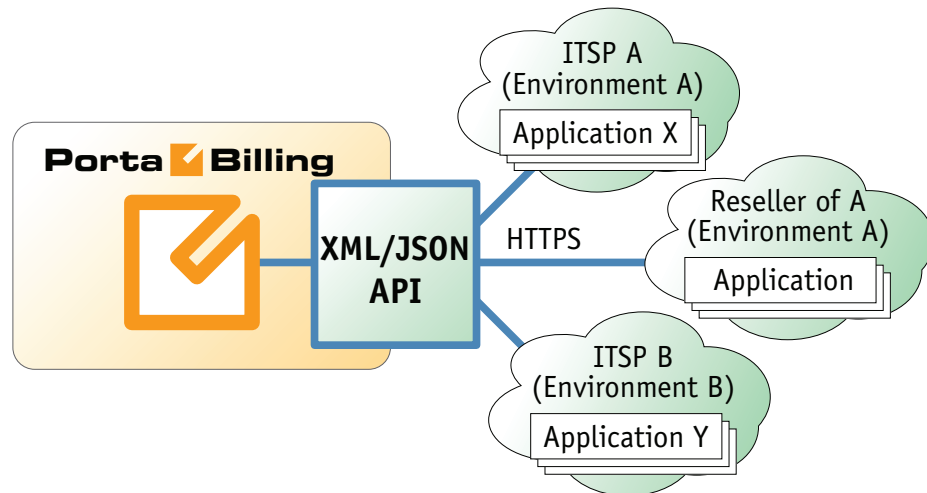 PortaBilling
XML/JSON
API
HTTPS
ITSP A
(Environment A)
Application X
Reseller of A
(Environment A)
Application
ITSP B
(Environment B)
Application Y